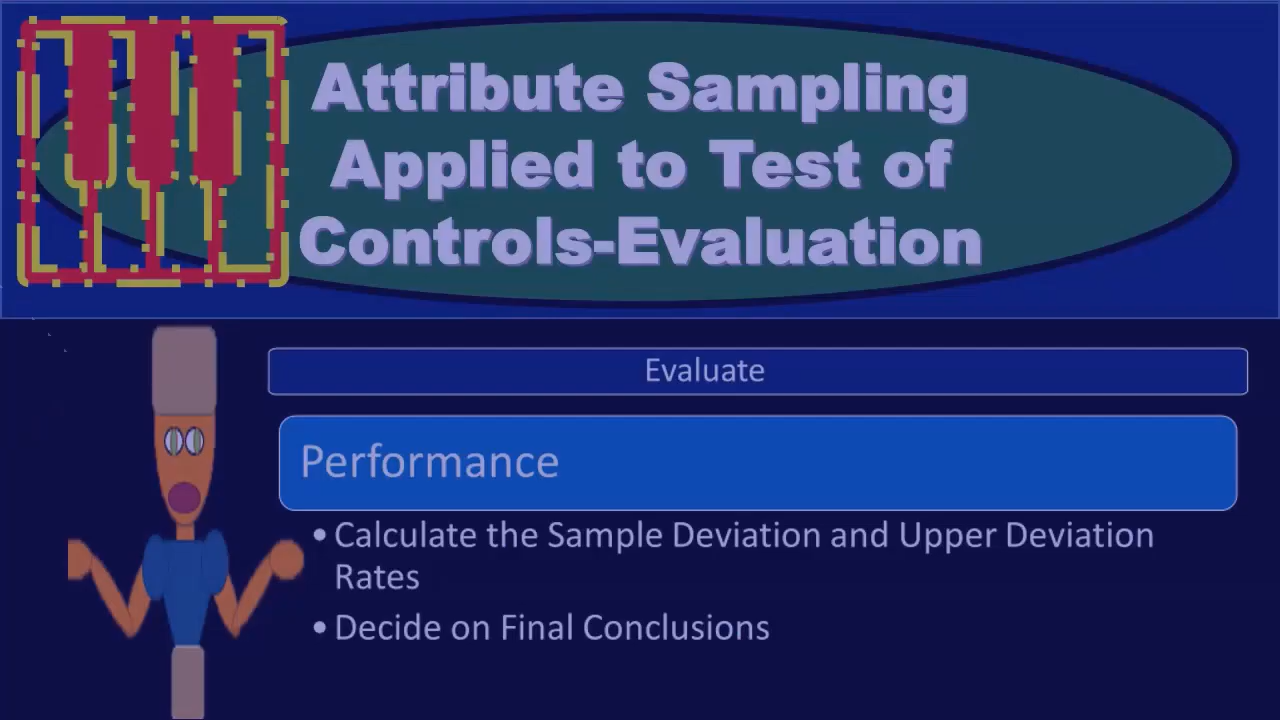 Attribute Sampling
Applied to Test of
Controls-Evaluation
Evaluate
Performance
• Calculate the Sample Deviation and Upper Deviation
Rates
• Decide on Final Conclusions